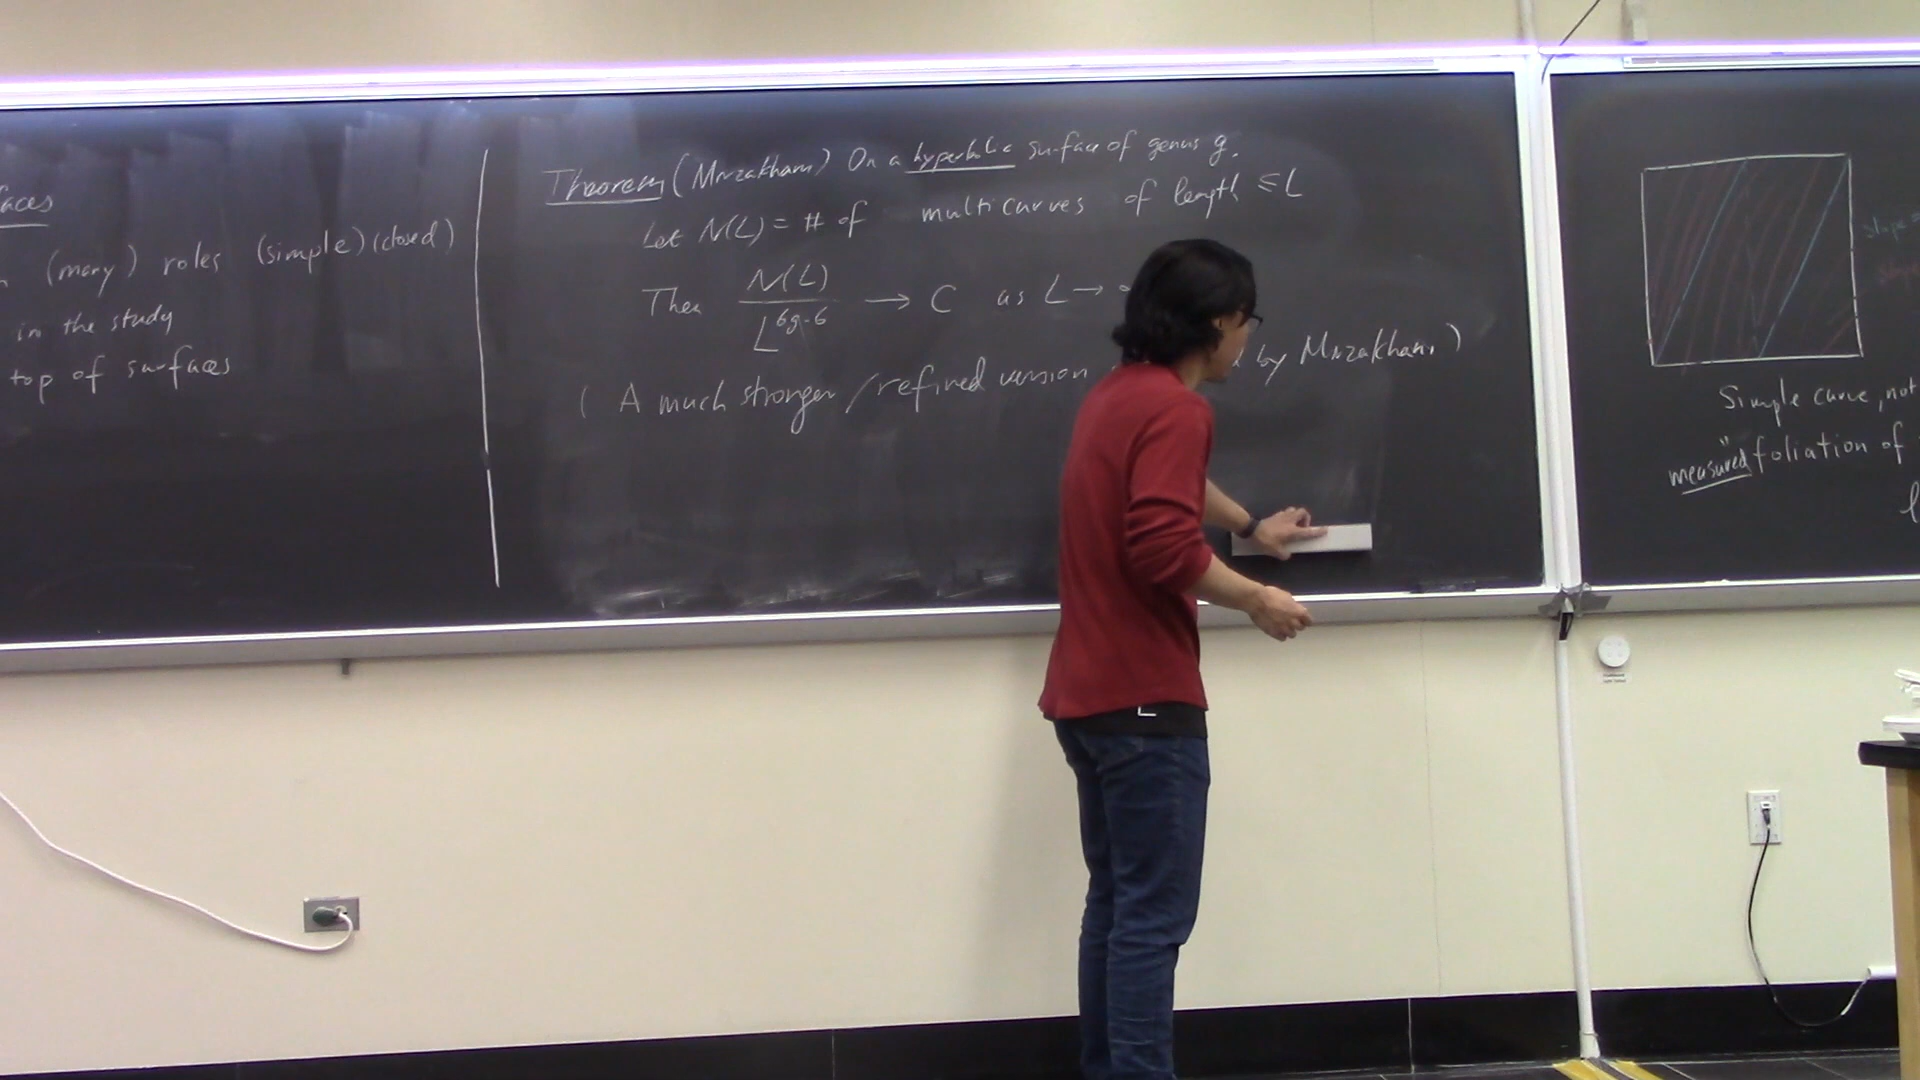 aces
(many) roles (simple) (closed)
in the study
top of surfaces
Theorem (Mirzakhani) On a hyperbolic surface of genus g.
Let N(L) = # of multicurves of length ≤ L
Then N(L) / L^{6g-6} → C as L →
( A much stronger / refined version by Mirzakhani )
slope =
slope
Simple curve, not
"measured foliation of